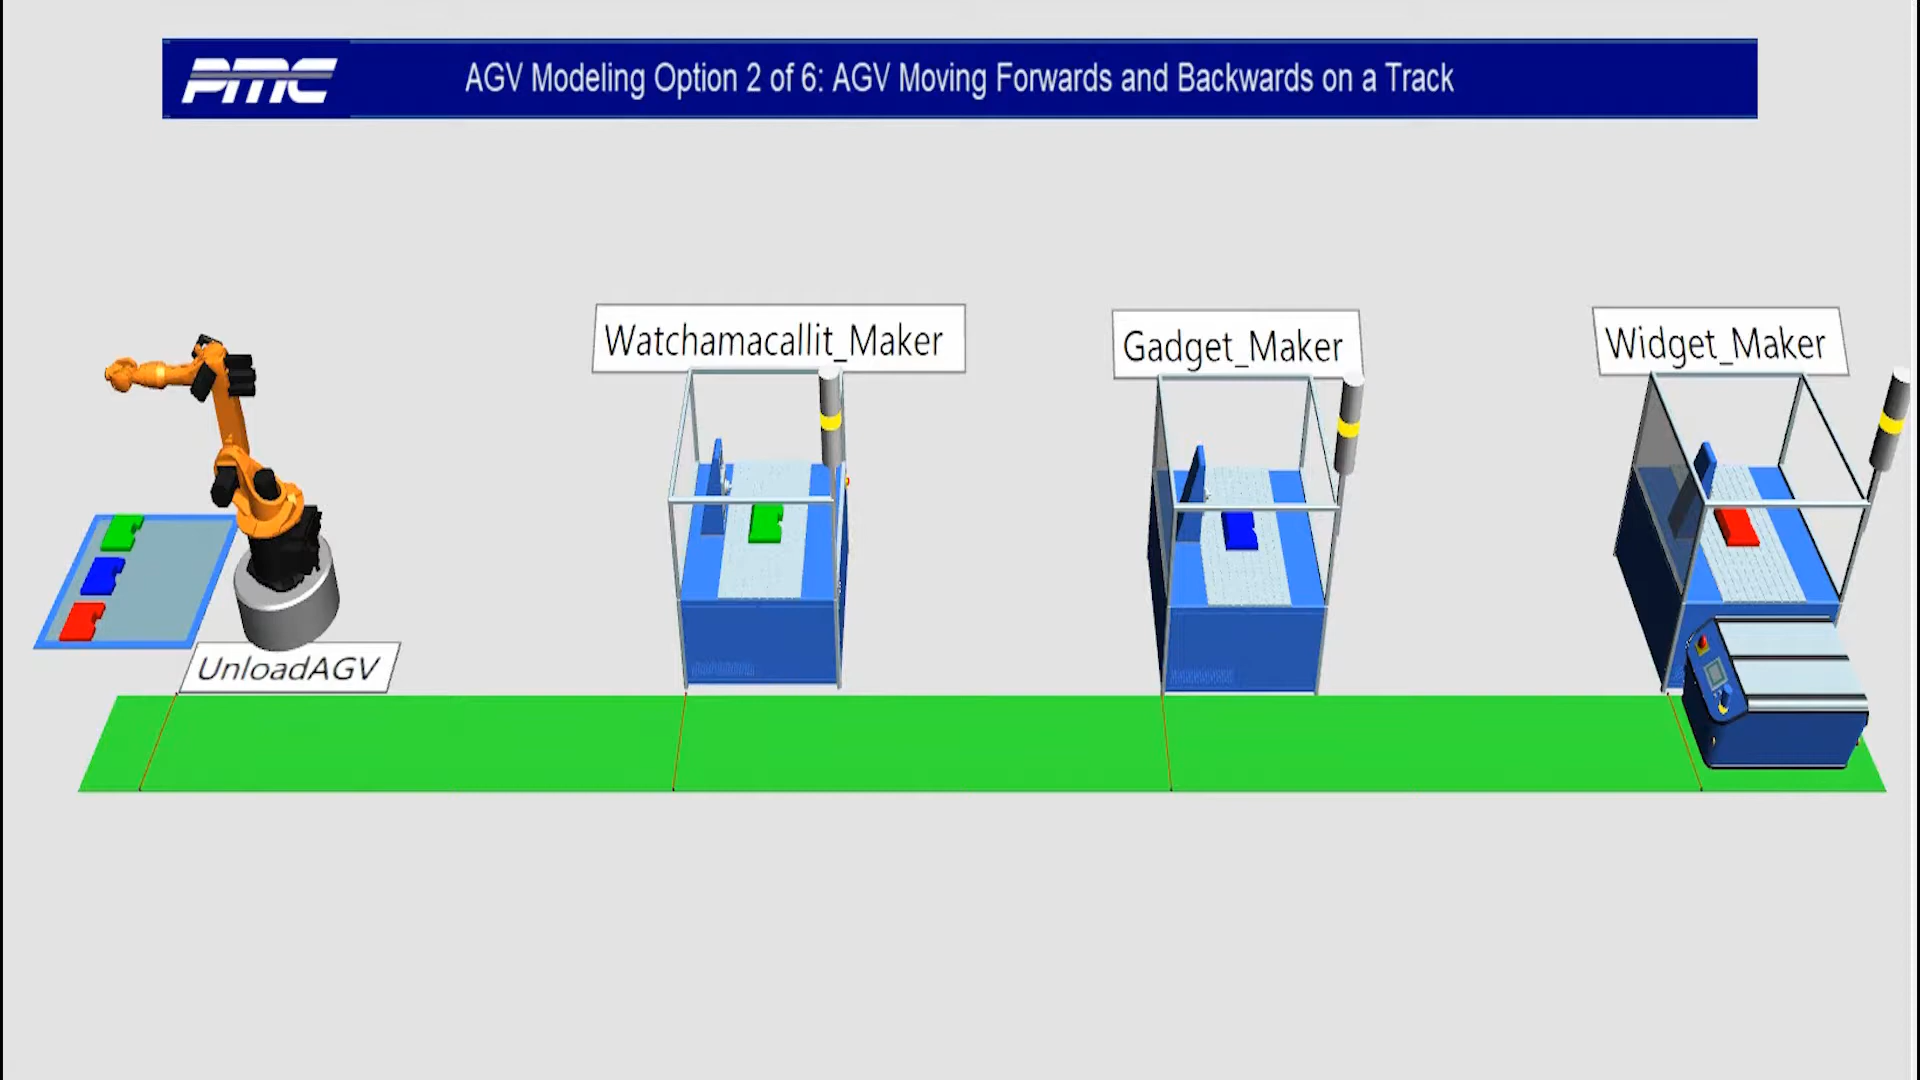 PMC
AGV Modeling Option 2 of 6: AGV Moving Forwards and Backwards on a Track
Watchamacallit_Maker
Gadget_Maker
Widget_Maker
UnloadAGV